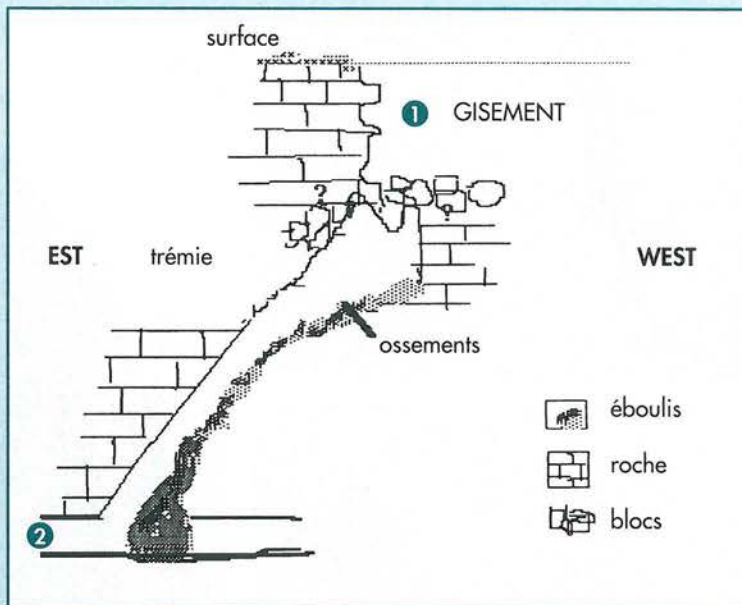 surface
1 GISEMENT
?
EST trémie WEST
ossements
éboulis
roche
blocs
2